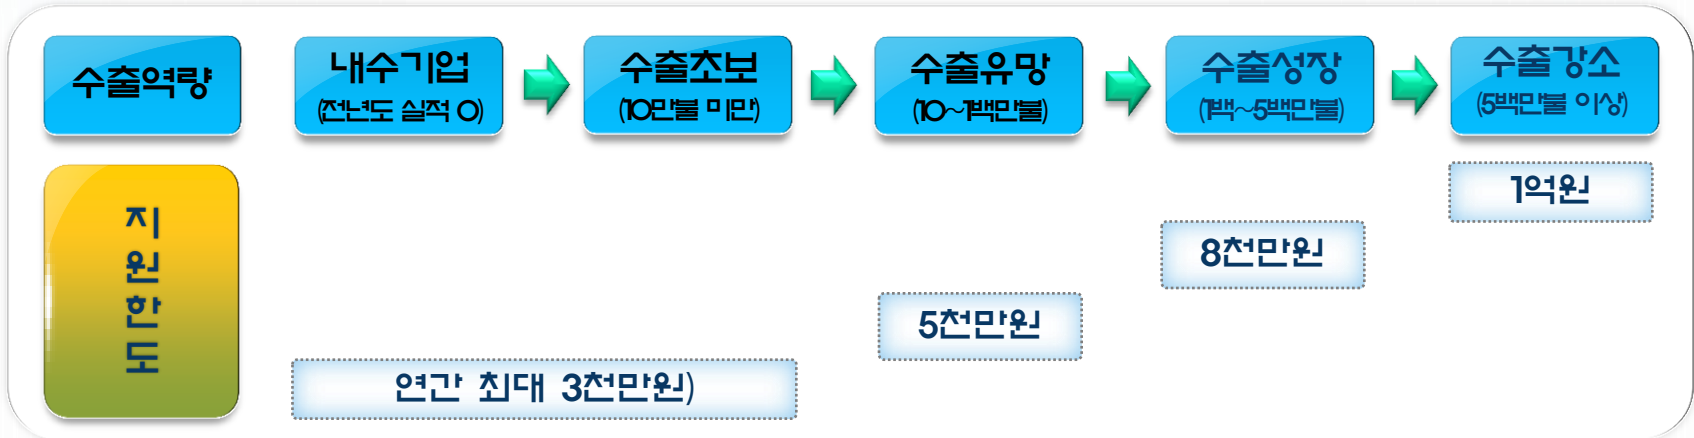 수출역량
내수기업
(전년도 실적 0)
수출초보
(10만불 미만)
수출유망
(10~1백만불)
수출성장
(1백~5백만불)
수출강소
(5백만불 이상)
지
원
한
도
1억원
8천만원
5천만원
연간 최대 3천만원)